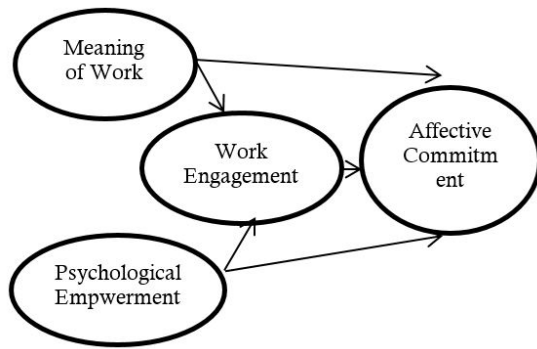 Meaning
of Work
Work
Engagement
Affective
Commitm
ent
Psychological
Empwerment